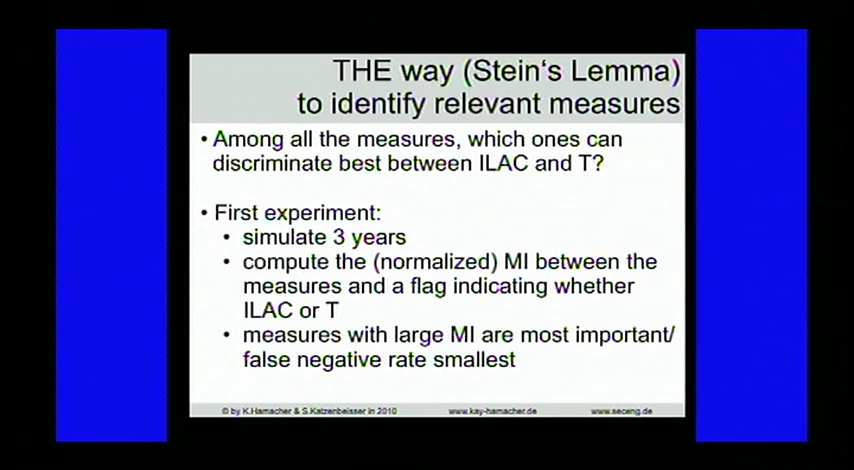 THE way (Stein‘s Lemma)
to identify relevant measures
• Among all the measures, which ones can
discriminate best between ILAC and T?
• First experiment:
• simulate 3 years
• compute the (normalized) MI between the
measures and a flag indicating whether
ILAC or T
• measures with large MI are most important/
false negative rate smallest
© by K.Hamacher & S.Katzenbeisser in 2010 www.kay-hamacher.de www.seceng.de